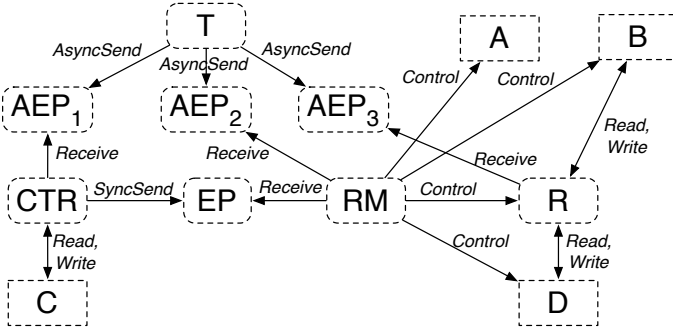 T
A
B
AsyncSend
AsyncSend
AsyncSend
Control
Control
AEP1
AEP2
AEP3
Read,
Write
Receive
Receive
Receive
CTR
SyncSend
EP
Receive
RM
Control
R
Read,
Write
Control
Read,
Write
C
D